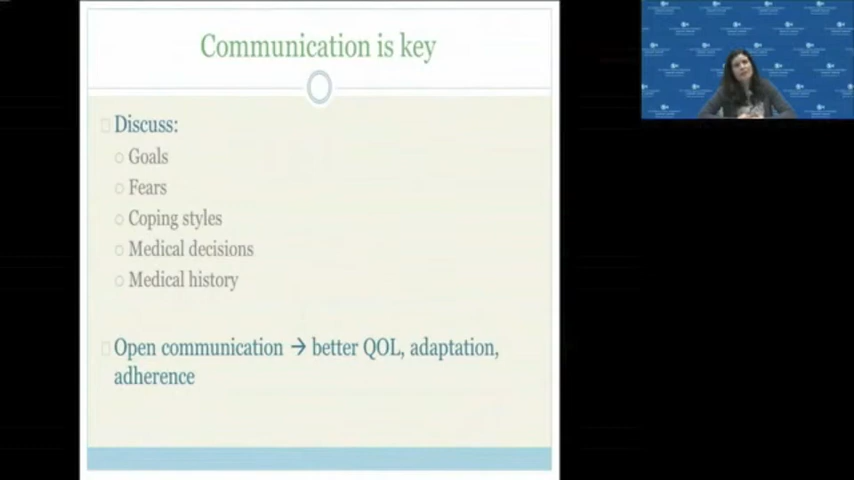 Communication is key
Discuss:
Goals
Fears
Coping styles
Medical decisions
Medical history
Open communication → better QOL, adaptation,
adherence